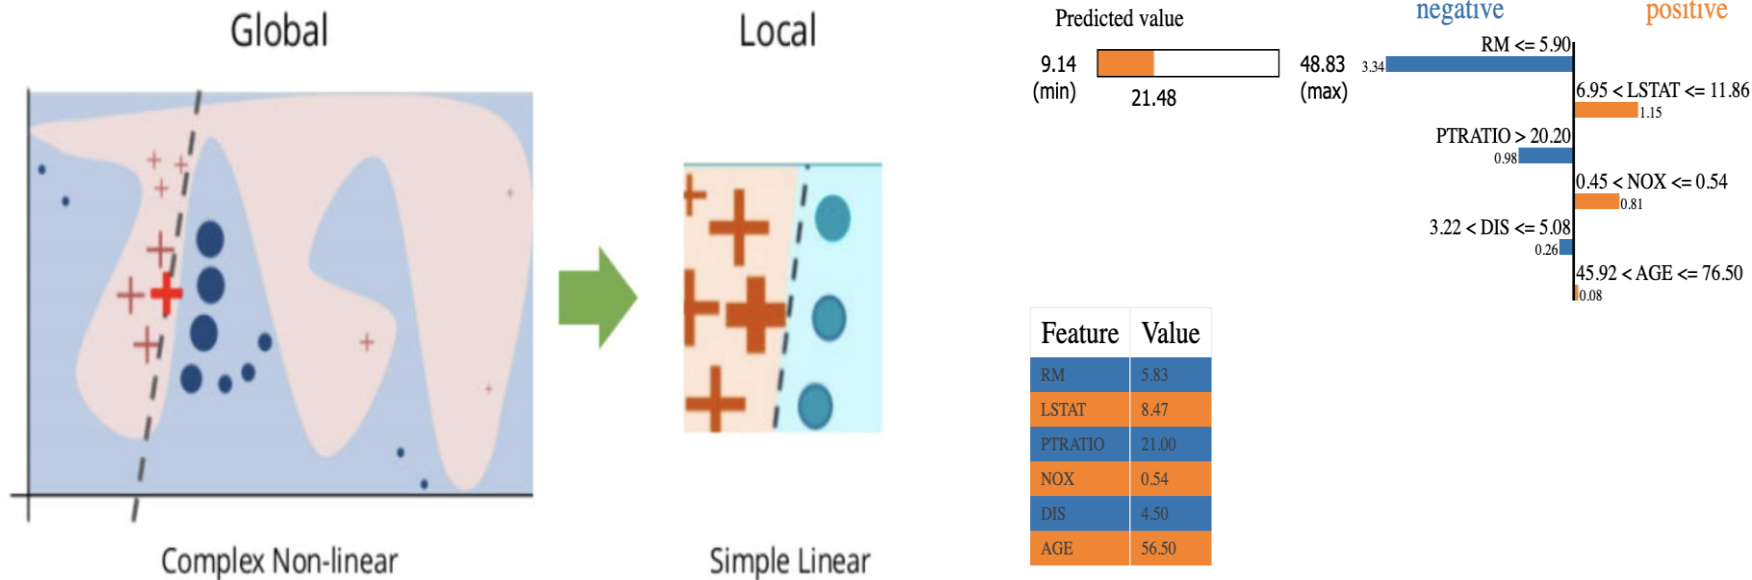 Global
Complex Non-linear
Local
Simple Linear
Predicted value
9.14
(min)
21.48
48.83
(max)
negative
positive
RM <= 5.90
3.34
6.95 < LSTAT <= 11.86
1.15
PTRATIO > 20.20
0.98
0.45 < NOX <= 0.54
0.81
3.22 < DIS <= 5.08
0.26
45.92 < AGE <= 76.50
0.08
Feature Value
RM 5.83
LSTAT 8.47
PTRATIO 21.00
NOX 0.54
DIS 4.50
AGE 56.50